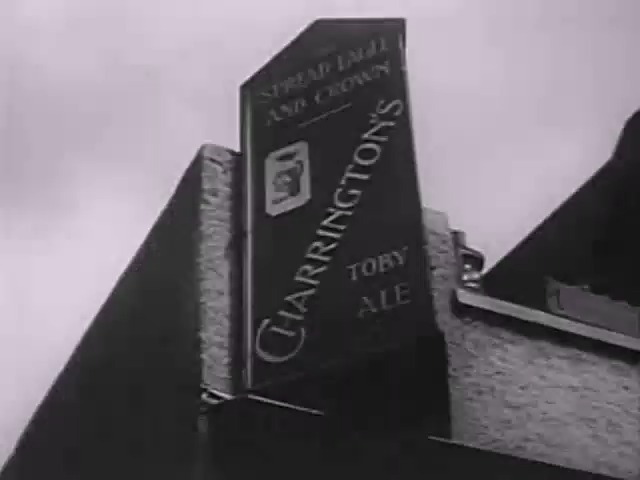 SPREAD EAGLE
AND CROWN
CHARRINGTON'S
TOBY
ALE